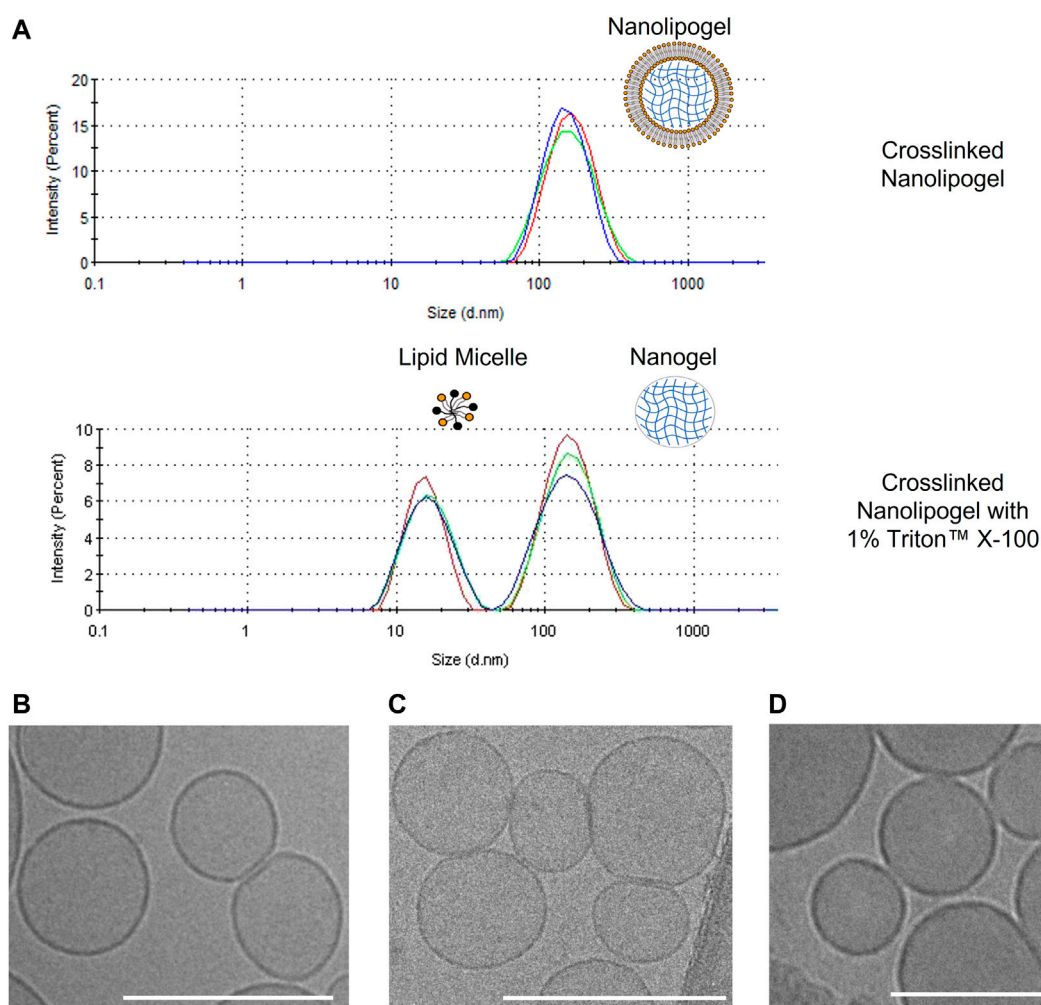 A
Nanolipogel
20
15
10
5
0
Intensity (Percent)
0.1 1 10 100 1000
Size (d.nm)
Crosslinked
Nanolipogel
Lipid Micelle
Nanogel
10
8
6
4
2
0
Intensity (Percent)
0.1 1 10 100 1000
Size (d.nm)
Crosslinked
Nanolipogel with
1% Triton™ X-100
B
C
D